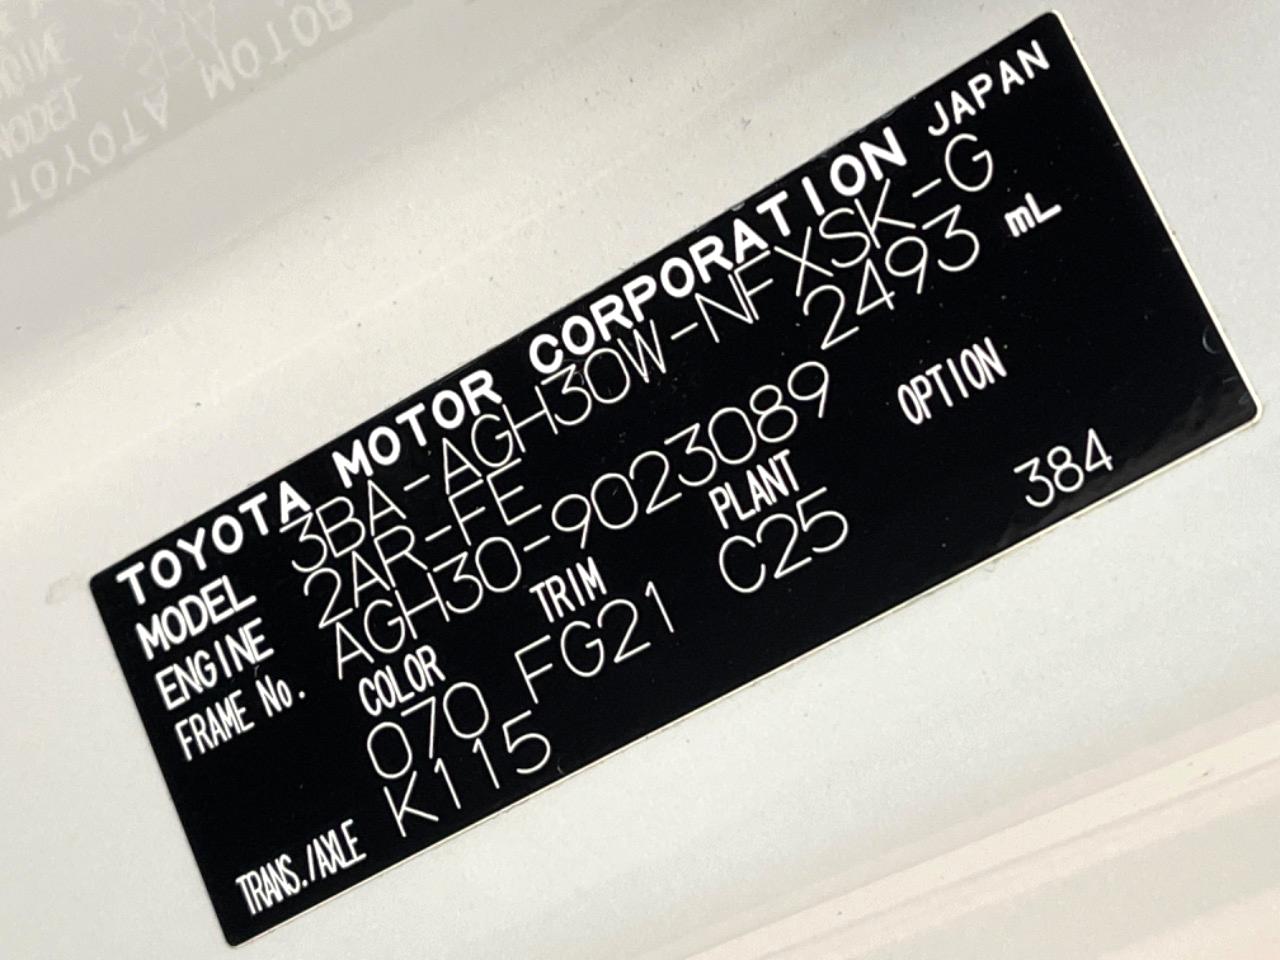 TOYOTA MOTOR CORPORATION JAPAN
MODEL 3BA-AGH30W-NFXSK-G
ENGINE 2AR-FE 2493 mL
FRAME No. AGH30-9023089
COLOR TRIM PLANT OPTION
070 FG21 C25 384
TRANS./AXLE K115